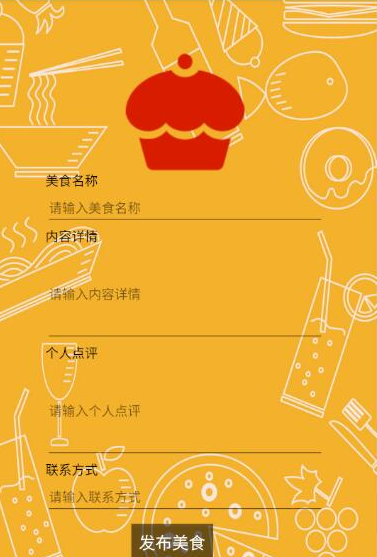 美食名称
请输入美食名称
内容详情
请输入内容详情
个人点评
请输入个人点评
联系方式
请输入联系方式
发布美食